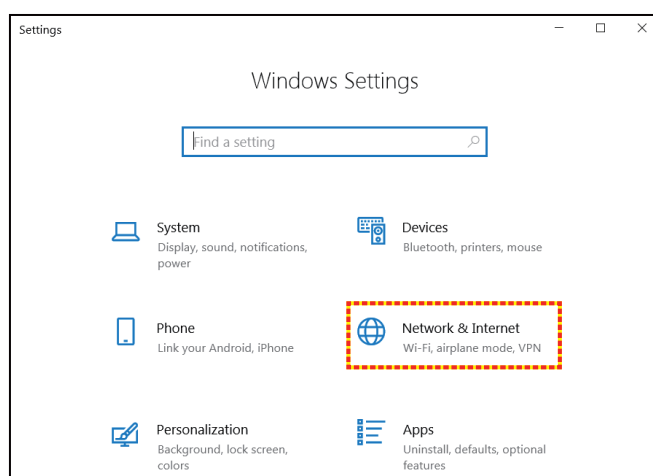 Settings
Windows Settings
Find a setting
System
Display, sound, notifications,
power
Devices
Bluetooth, printers, mouse
Phone
Link your Android, iPhone
Network & Internet
Wi-Fi, airplane mode, VPN
Personalization
Background, lock screen,
colors
Apps
Uninstall, defaults, optional
features